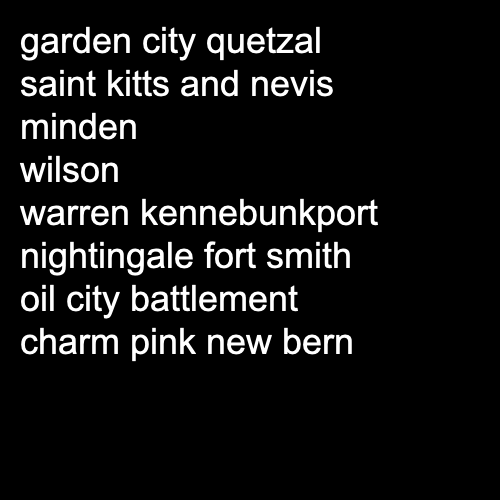 garden city quetzal
saint kitts and nevis
minden
wilson
warren kennebunkport
nightingale fort smith
oil city battlement
charm pink new bern